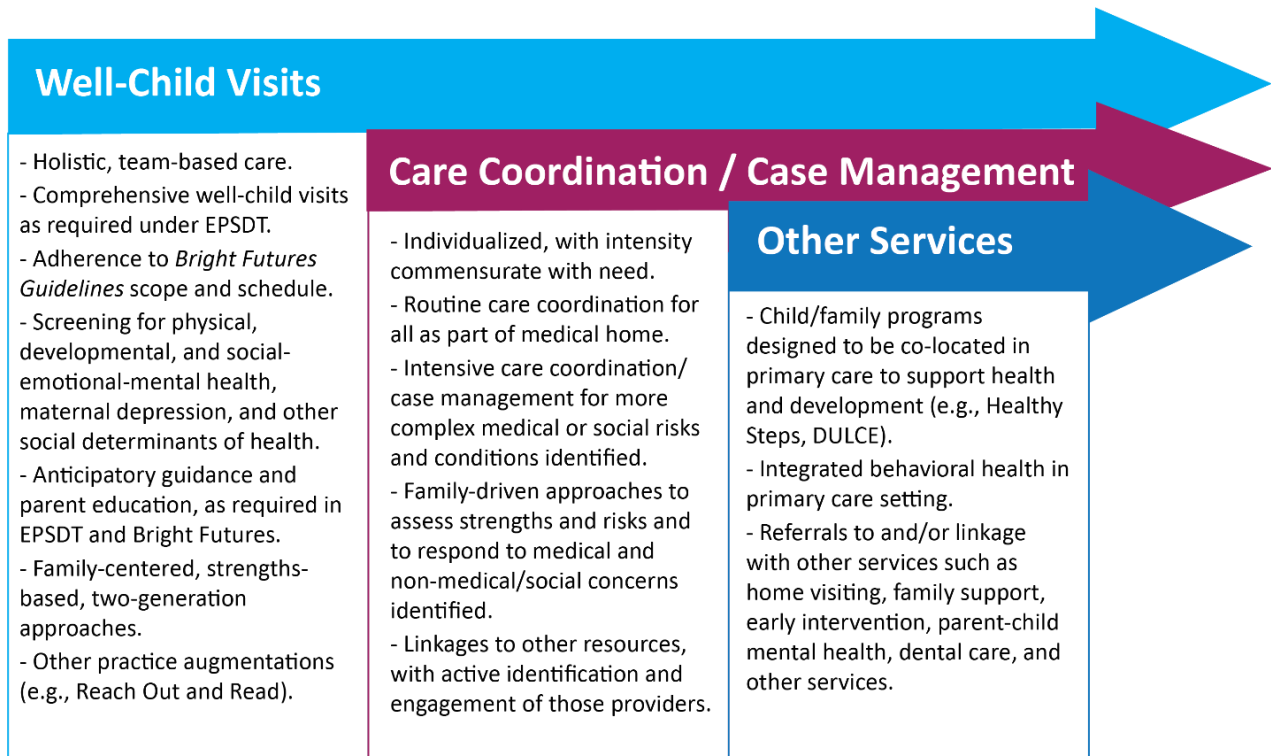 Well-Child Visits
- Holistic, team-based care.
- Comprehensive well-child visits
as required under EPSDT.
- Adherence to Bright Futures
Guidelines scope and schedule.
- Screening for physical,
developmental, and social-
emotional-mental health,
maternal depression, and other
social determinants of health.
- Anticipatory guidance and
parent education, as required in
EPSDT and Bright Futures.
- Family-centered, strengths-
based, two-generation
approaches.
- Other practice augmentations
(e.g., Reach Out and Read).
Care Coordination / Case Management
- Individualized, with intensity
commensurate with need.
- Routine care coordination for
all as part of medical home.
- Intensive care coordination/
case management for more
complex medical or social risks
and conditions identified.
- Family-driven approaches to
assess strengths and risks and
to respond to medical and
non-medical/social concerns
identified.
- Linkages to other resources,
with active identification and
engagement of those providers.
Other Services
- Child/family programs
designed to be co-located in
primary care to support health
and development (e.g., Healthy
Steps, DULCE).
- Integrated behavioral health in
primary care setting.
- Referrals to and/or linkage
with other services such as
home visiting, family support,
early intervention, parent-child
mental health, dental care, and
other services.